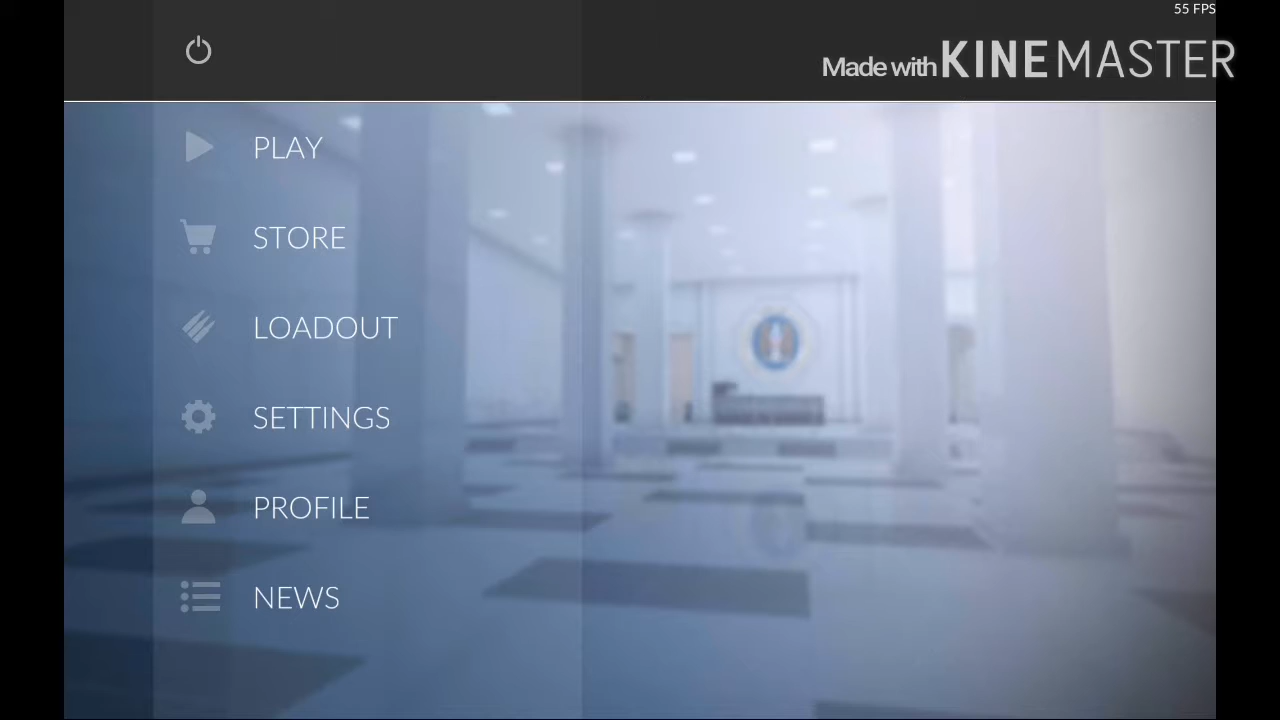 55 FPS
Made with KINEMASTER
PLAY
STORE
LOADOUT
SETTINGS
PROFILE
NEWS